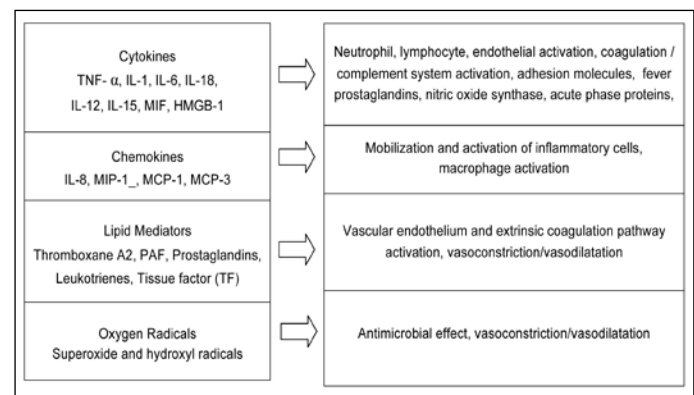 Cytokines
TNF- α, IL-1, IL-6, IL-18,
IL-12, IL-15, MIF, HMGB-1
Neutrophil, lymphocyte, endothelial activation, coagulation /
complement system activation, adhesion molecules, fever
prostaglandins, nitric oxide synthase, acute phase proteins,
Chemokines
IL-8, MIP-1_, MCP-1, MCP-3
Mobilization and activation of inflammatory cells,
macrophage activation
Lipid Mediators
Thromboxane A2, PAF, Prostaglandins,
Leukotrienes, Tissue factor (TF)
Vascular endothelium and extrinsic coagulation pathway
activation, vasoconstriction/vasodilatation
Oxygen Radicals
Superoxide and hydroxyl radicals
Antimicrobial effect, vasoconstriction/vasodilatation